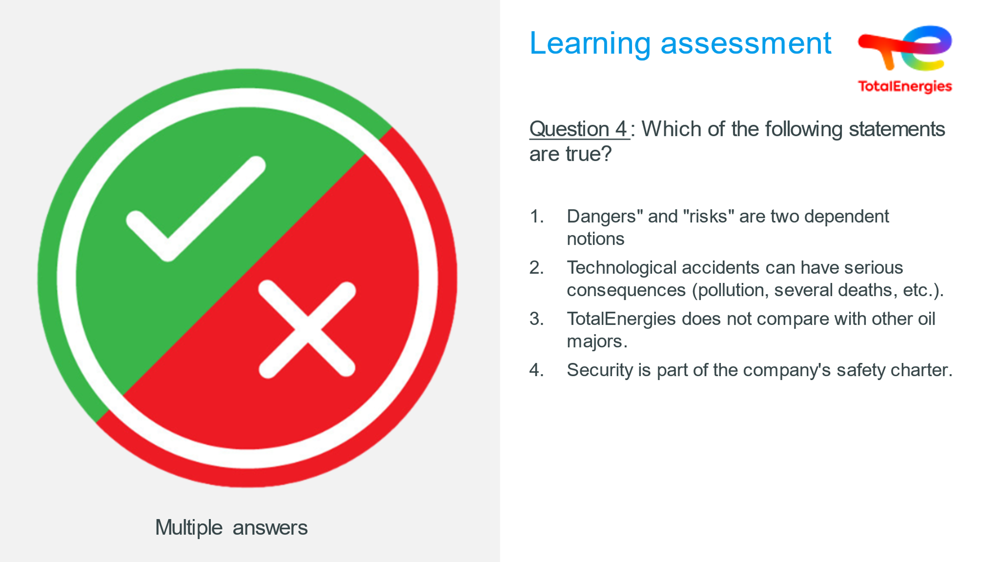 Learning assessment
TotalEnergies
Question 4 : Which of the following statements
are true?
1. Dangers" and "risks" are two dependent
notions
2. Technological accidents can have serious
consequences (pollution, several deaths, etc.).
3. TotalEnergies does not compare with other oil
majors.
4. Security is part of the company's safety charter.
Multiple answers